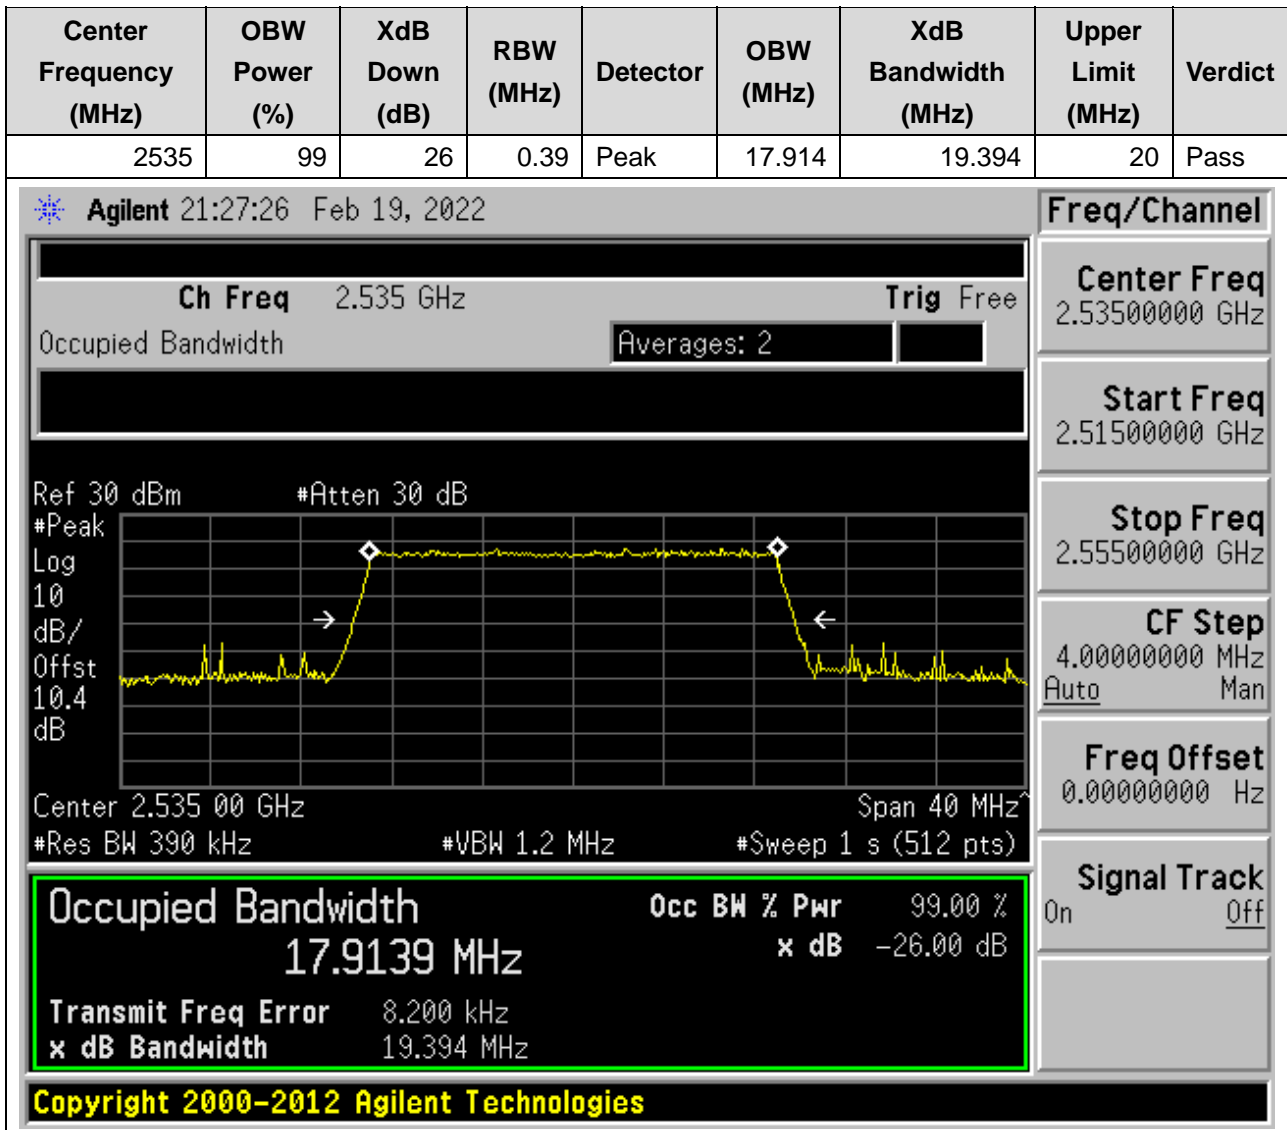 Center Frequency (MHz) OBW Power (%) XdB Down (dB) RBW (MHz) Detector OBW (MHz) XdB Bandwidth (MHz) Upper Limit (MHz) Verdict
2535 99 26 0.39 Peak 17.914 19.394 20 Pass
Agilent 21:27:26 Feb 19, 2022
Ch Freq 2.535 GHz Trig Free
Occupied Bandwidth Averages: 2
Ref 30 dBm #Atten 30 dB
#Peak
Log
10
dB/
Offst
10.4
dB
Center 2.535 00 GHz Span 40 MHz^
#Res BW 390 kHz #VBW 1.2 MHz #Sweep 1 s (512 pts)
Occupied Bandwidth Occ BW % Pwr 99.00 %
17.9139 MHz x dB -26.00 dB
Transmit Freq Error 8.200 kHz
x dB Bandwidth 19.394 MHz
Copyright 2000-2012 Agilent Technologies
Freq/Channel
Center Freq
2.53500000 GHz
Start Freq
2.51500000 GHz
Stop Freq
2.55500000 GHz
CF Step
4.00000000 MHz
Auto Man
Freq Offset
0.00000000 Hz
Signal Track
On Off